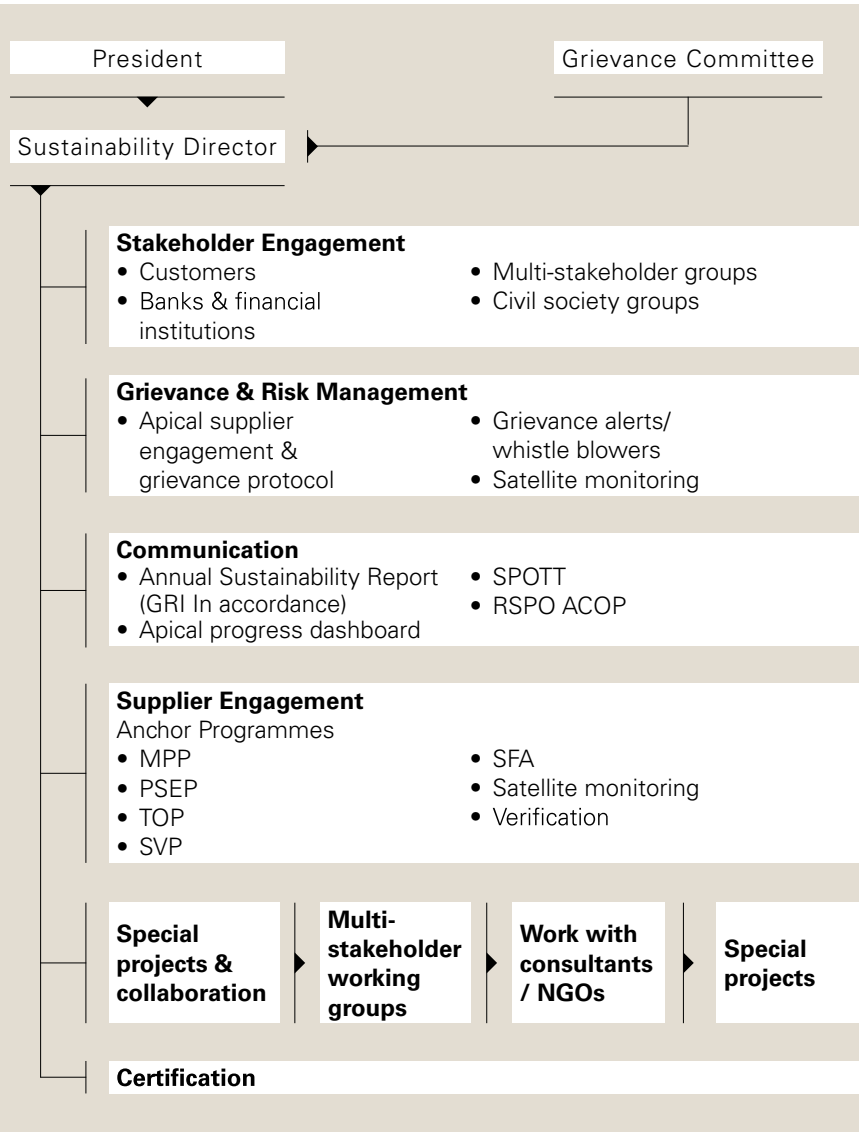 President
Grievance Committee
Sustainability Director
Stakeholder Engagement
• Customers
• Banks & financial
institutions
• Multi-stakeholder groups
• Civil society groups
Grievance & Risk Management
• Apical supplier
engagement &
grievance protocol
• Grievance alerts/
whistle blowers
• Satellite monitoring
Communication
• Annual Sustainability Report
(GRI In accordance)
• Apical progress dashboard
• SPOTT
• RSPO ACOP
Supplier Engagement
Anchor Programmes
• MPP
• PSEP
• TOP
• SVP
• SFA
• Satellite monitoring
• Verification
Special
projects &
collaboration
Multi-
stakeholder
working
groups
Work with
consultants
/ NGOs
Special
projects
Certification